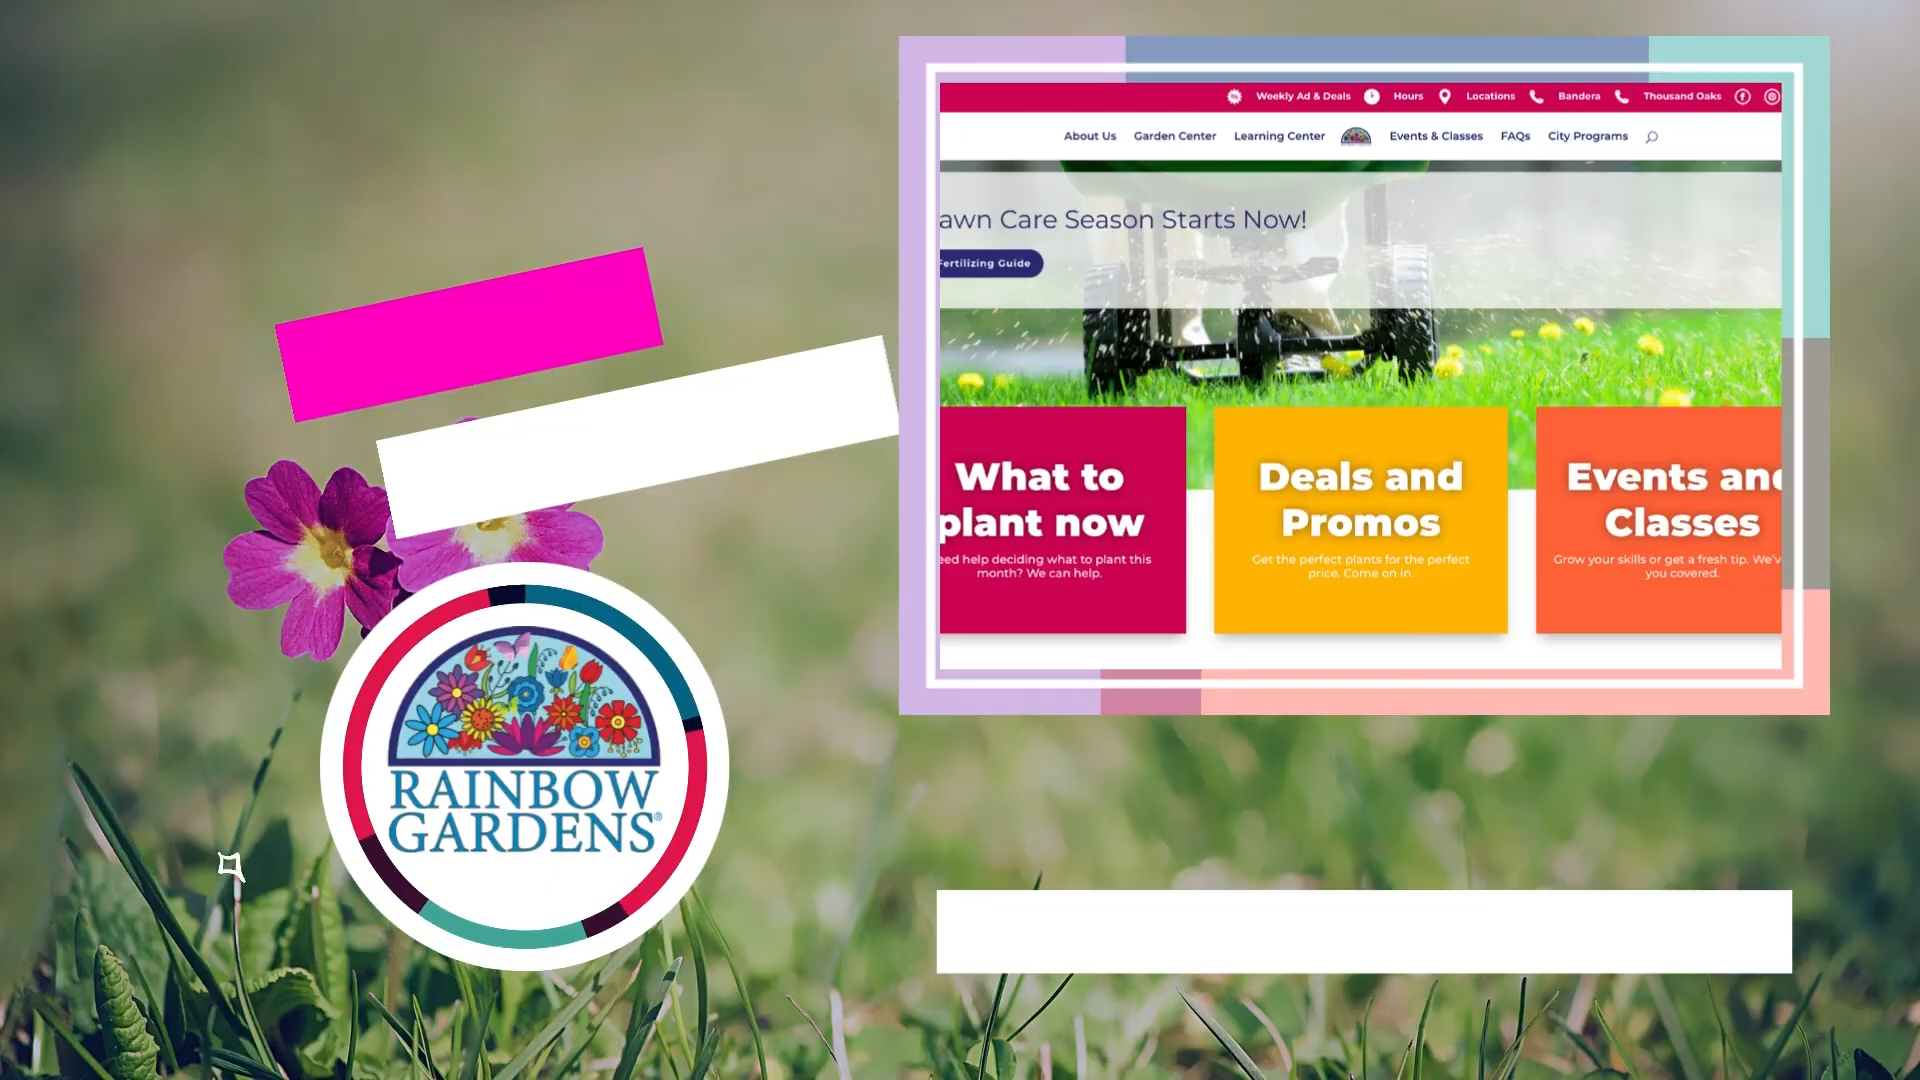 Weekly Ad & Deals Hours Locations Bandera Thousand Oaks
About Us Garden Center Learning Center Events & Classes FAQs City Programs
awn Care Season Starts Now!
Fertilizing Guide
What to
plant now
eed help deciding what to plant this
month? We can help.
Deals and
Promos
Get the perfect plants for the perfect
price. Come on in.
Events and
Classes
Grow your skills or get a fresh tip. We'v
you covered.
RAINBOW
GARDENS®